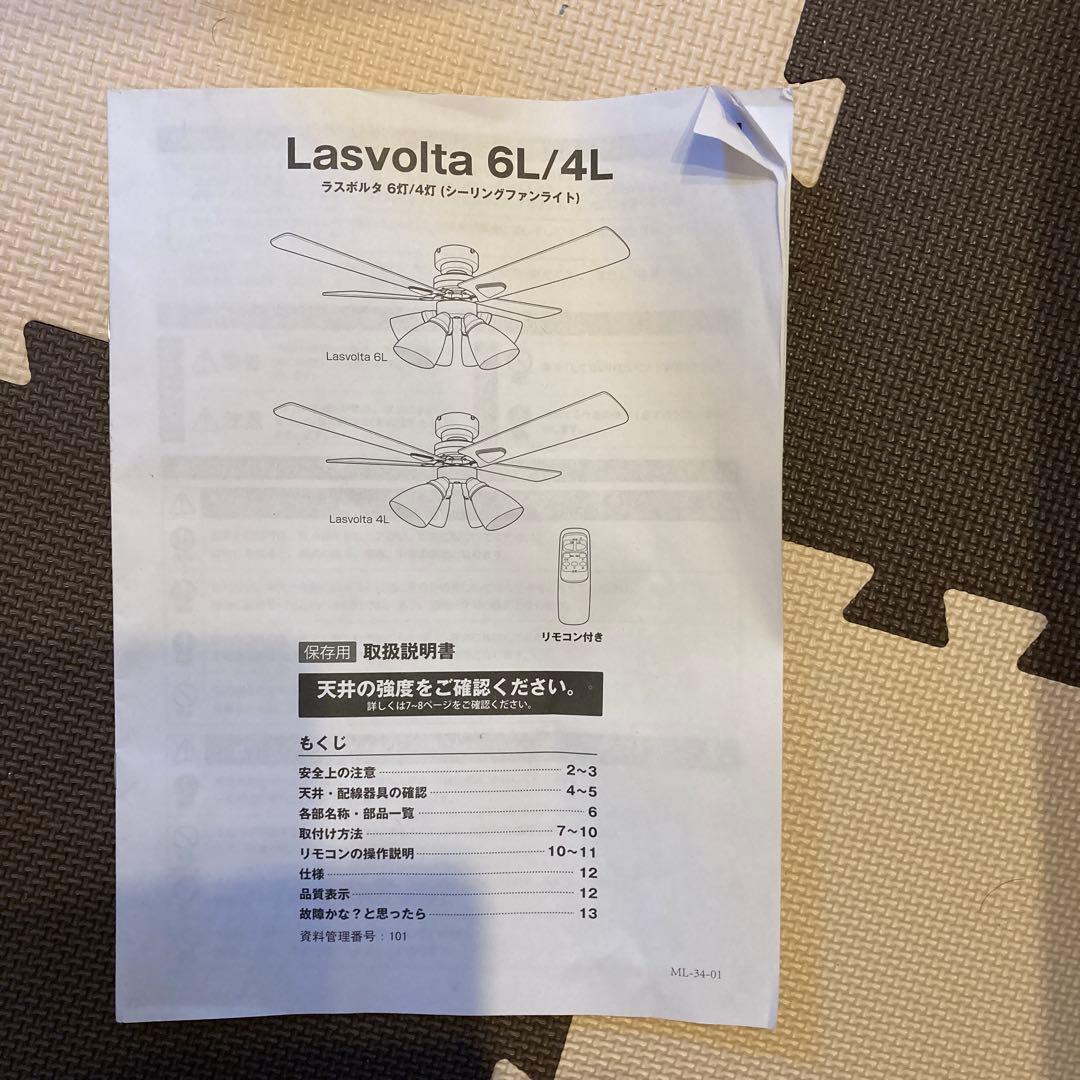 Lasvolta 6L/4L
ラスボルタ 6灯/4灯 (シーリングファンライト)
Lasvolta 6L
Lasvolta 4L
リモコン付き
保存用 取扱説明書
天井の強度をご確認ください。
詳しくは7~8ページをご確認ください。
もくじ
安全上の注意 2~3
天井・配線器具の確認 4~5
各部名称・部品一覧 6
取付け方法 7~10
リモコンの操作説明 10~11
仕様 12
品質表示 12
故障かな？と思ったら 13
資料管理番号：101
ML-34-01